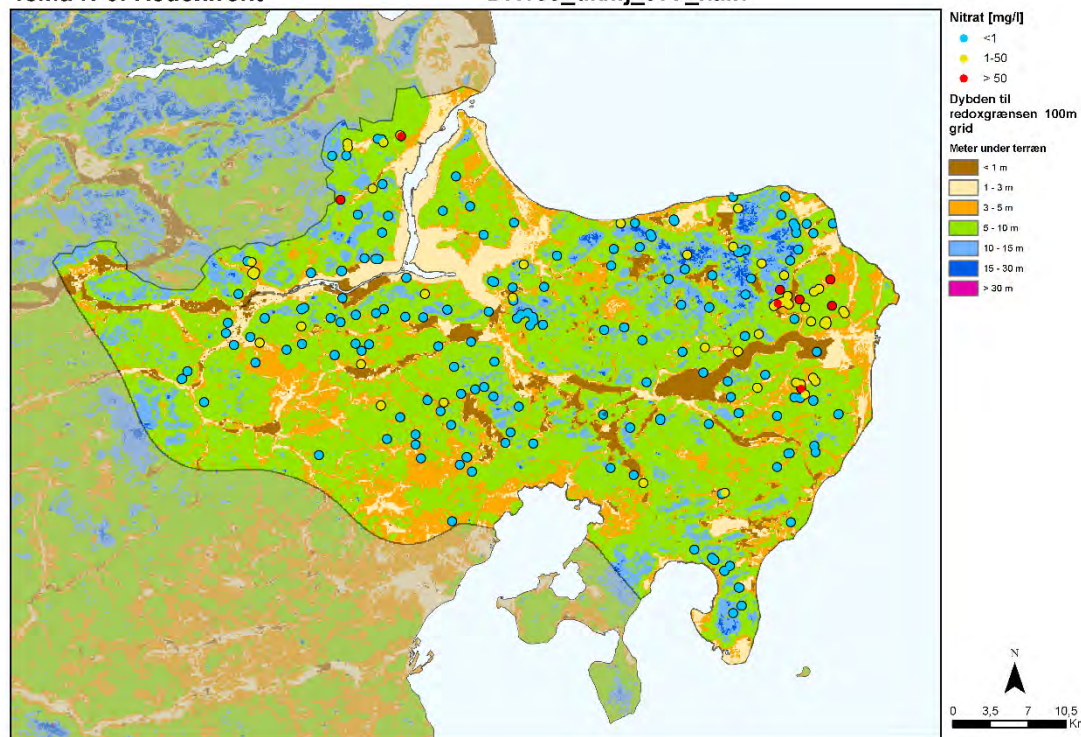 Nitrat [mg/l]
<1
1-50
> 50
Dybden til
redoxgrænsen 100m
grid
Meter under terræn
< 1 m
1 - 3 m
3 - 5 m
5 - 10 m
10 - 15 m
15 - 30 m
> 30 m
N
0 3,5 7 10,5